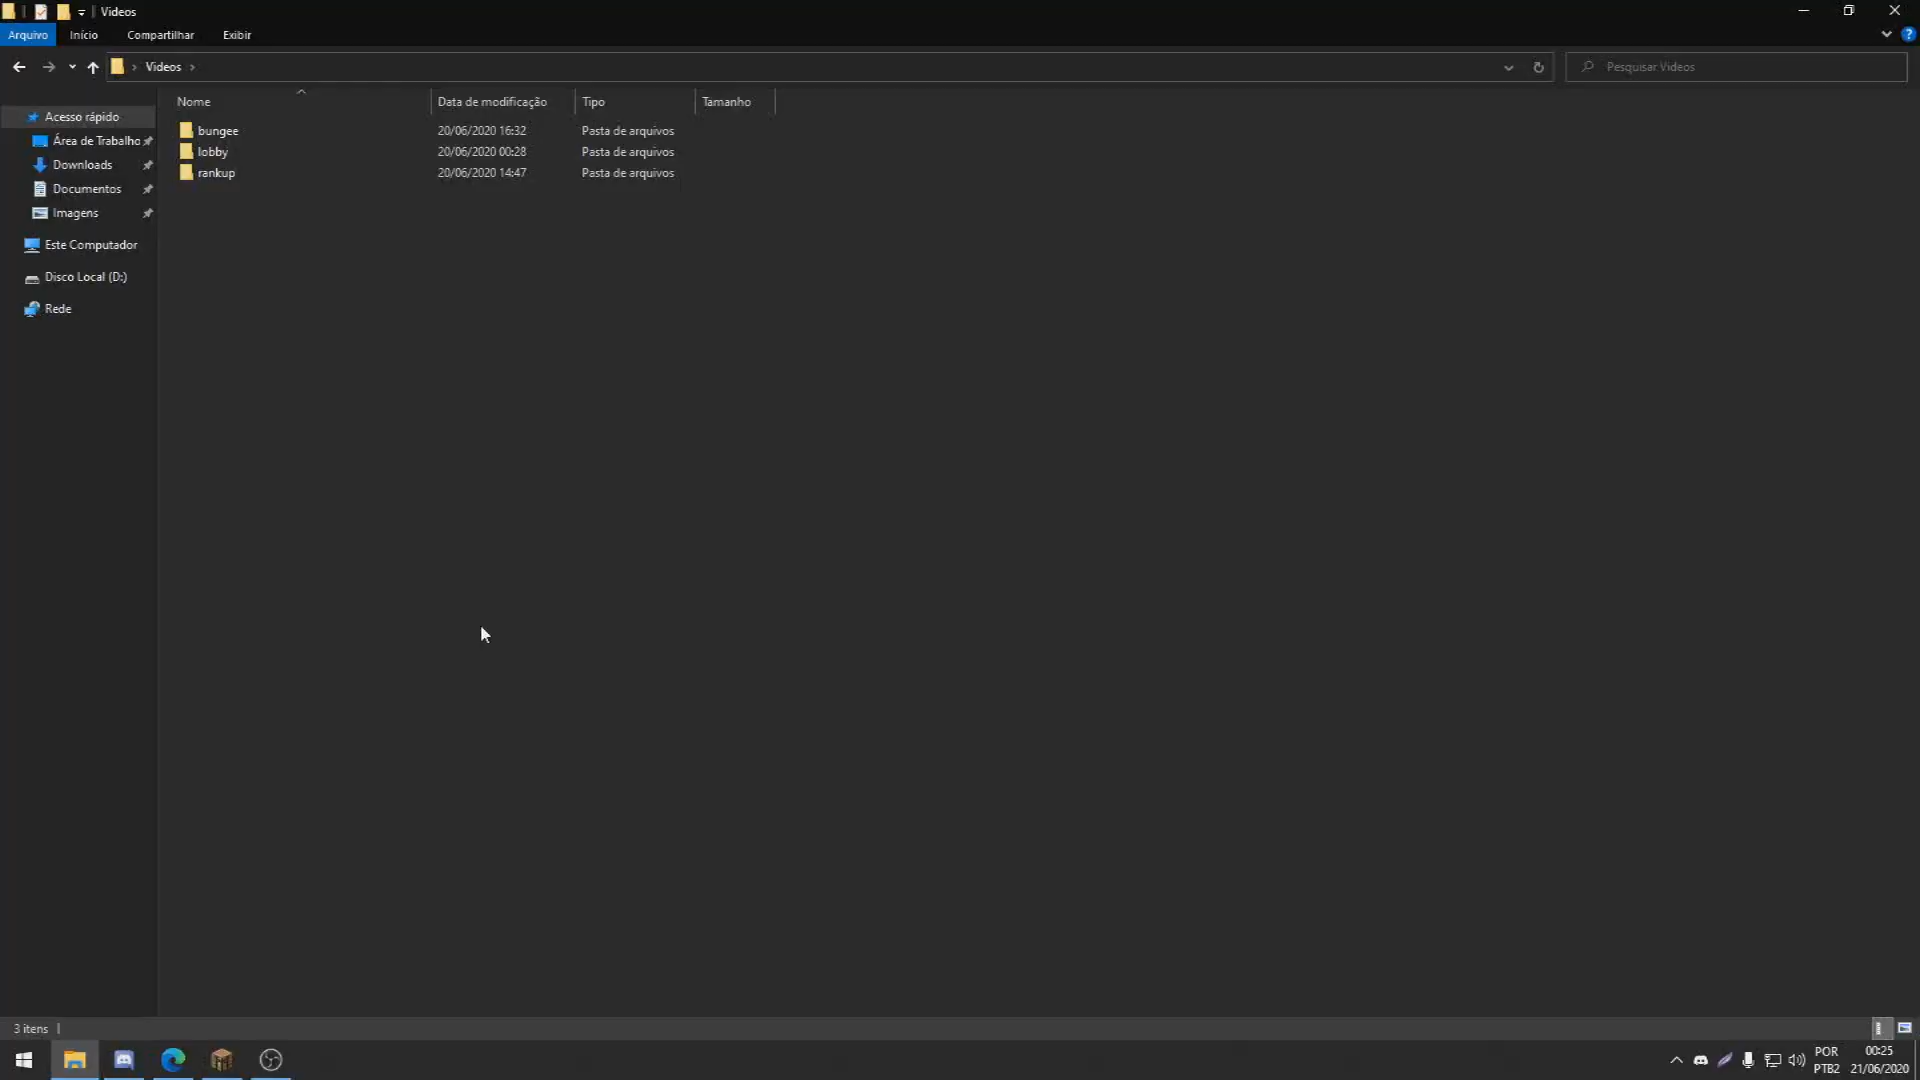 Videos
Arquivo Início Compartilhar Exibir
Videos Pesquisar Videos
Nome Data de modificação Tipo Tamanho
bungee 20/06/2020 16:32 Pasta de arquivos
lobby 20/06/2020 00:28 Pasta de arquivos
rankup 20/06/2020 14:47 Pasta de arquivos
Acesso rápido
Área de Trabalho
Downloads
Documentos
Imagens
Este Computador
Disco Local (D:)
Rede
3 itens
POR 00:25
PTB2 21/06/2020